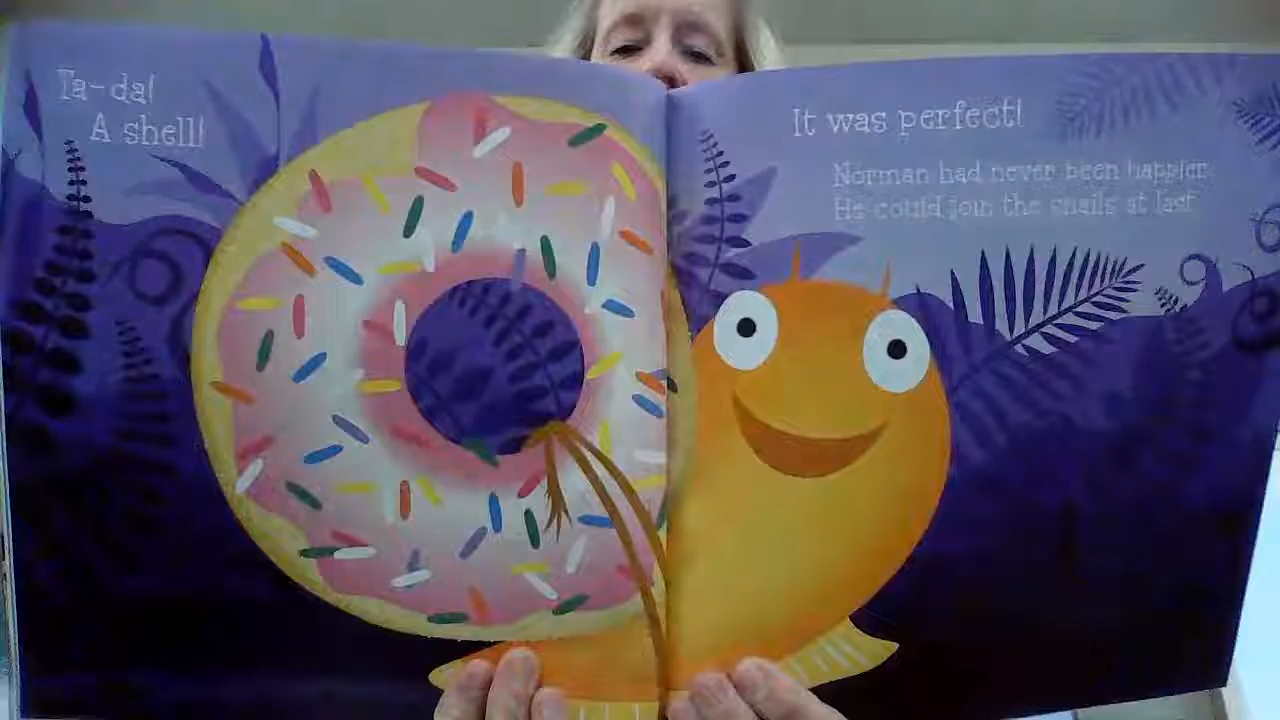 Ta-da!
A shell!
It was perfect!
Norman had never been happier.
He could join the snails at last.